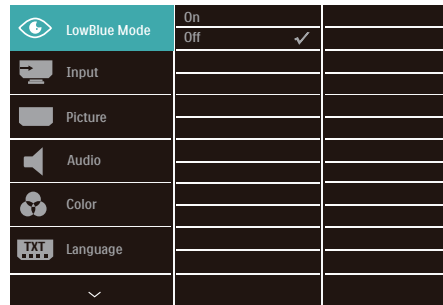 LowBlue Mode
On
Off
Input
Picture
Audio
Color
TXT
Language